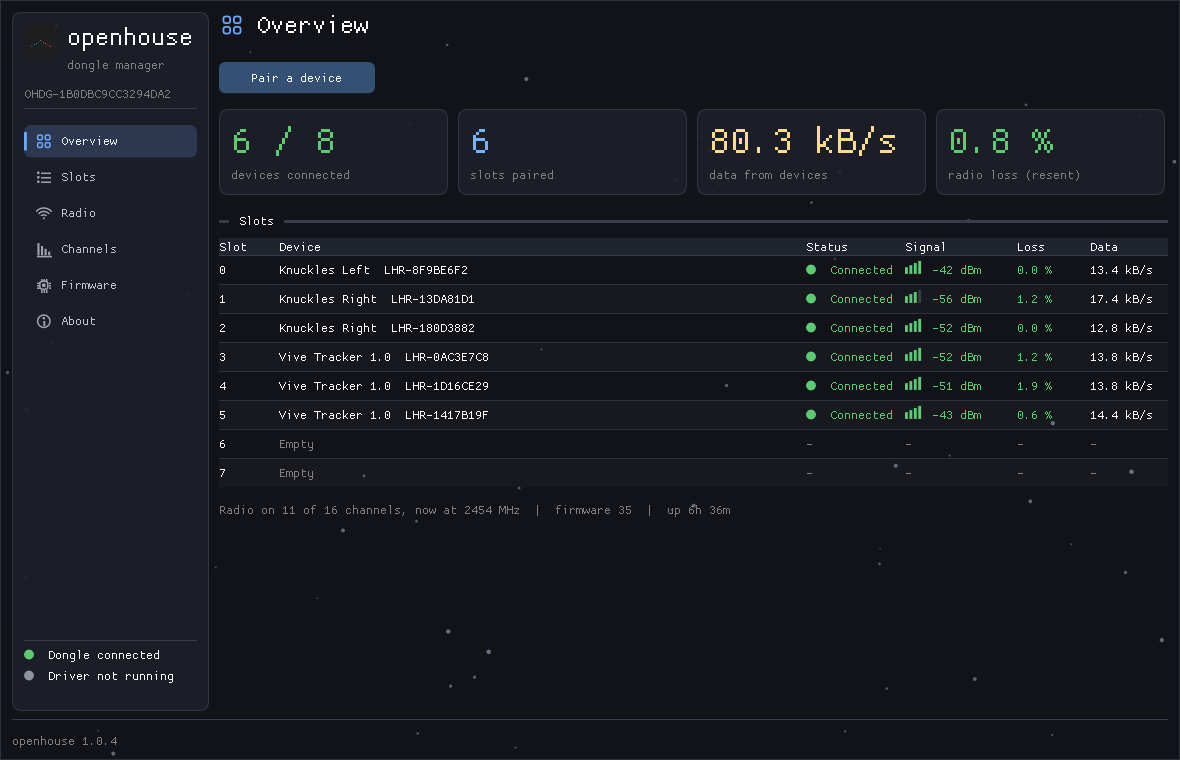 openhouse
dongle manager
OHDG-1B0DBC9CC3294DA2
Overview
Slots
Radio
Channels
Firmware
About
Dongle connected
Driver not running
Overview
Pair a device
6 / 8
devices connected
6
slots paired
80.3 kB/s
data from devices
0.8 %
radio loss (resent)
Slots
Slot Device Status Signal Loss Data
0 Knuckles Left LHR-8F9BE6F2 Connected -42 dBm 0.0 % 13.4 kB/s
1 Knuckles Right LHR-13DA81D1 Connected -56 dBm 1.2 % 17.4 kB/s
2 Knuckles Right LHR-180D3882 Connected -52 dBm 0.0 % 12.8 kB/s
3 Vive Tracker 1.0 LHR-0AC3E7C8 Connected -52 dBm 1.2 % 13.8 kB/s
4 Vive Tracker 1.0 LHR-1D16CE29 Connected -51 dBm 1.9 % 13.8 kB/s
5 Vive Tracker 1.0 LHR-1417B19F Connected -43 dBm 0.6 % 14.4 kB/s
6 Empty - - - -
7 Empty - - - -
Radio on 11 of 16 channels, now at 2454 MHz | firmware 35 | up 6h 36m
openhouse 1.0.4